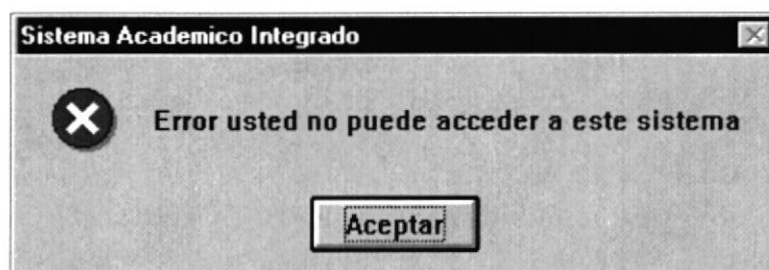 Sistema Academico Integrado
Error usted no puede acceder a este sistema
Aceptar